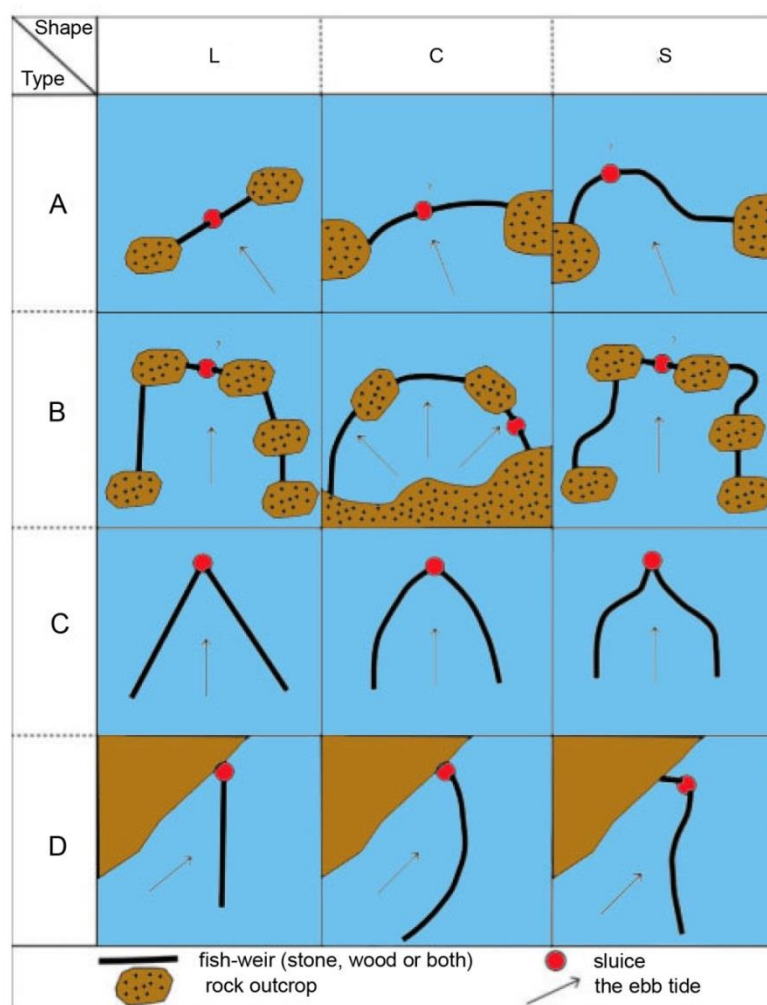 Shape
Type
L
C
S
A
B
C
D
fish-weir (stone, wood or both)
sluice
rock outcrop
the ebb tide